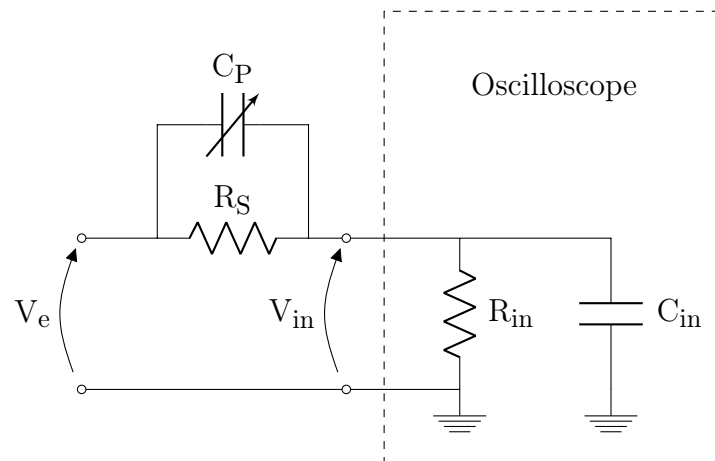 C_P
Oscilloscope
R_S
V_e
V_in
R_in
C_in